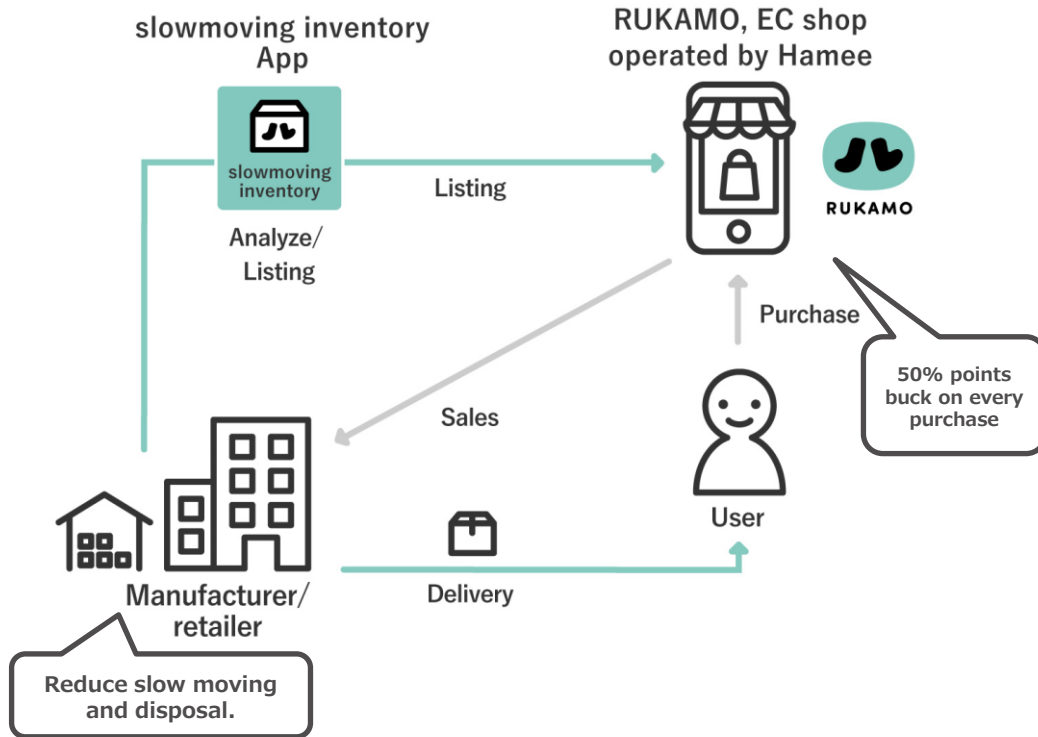 slowmoving inventory
App
RUKAMO, EC shop
operated by Hamee
slowmoving
inventory
Listing
RUKAMO
Analyze/
Listing
Purchase
50% points
buck on every
purchase
Sales
User
Manufacturer/
retailer
Delivery
Reduce slow moving
and disposal.